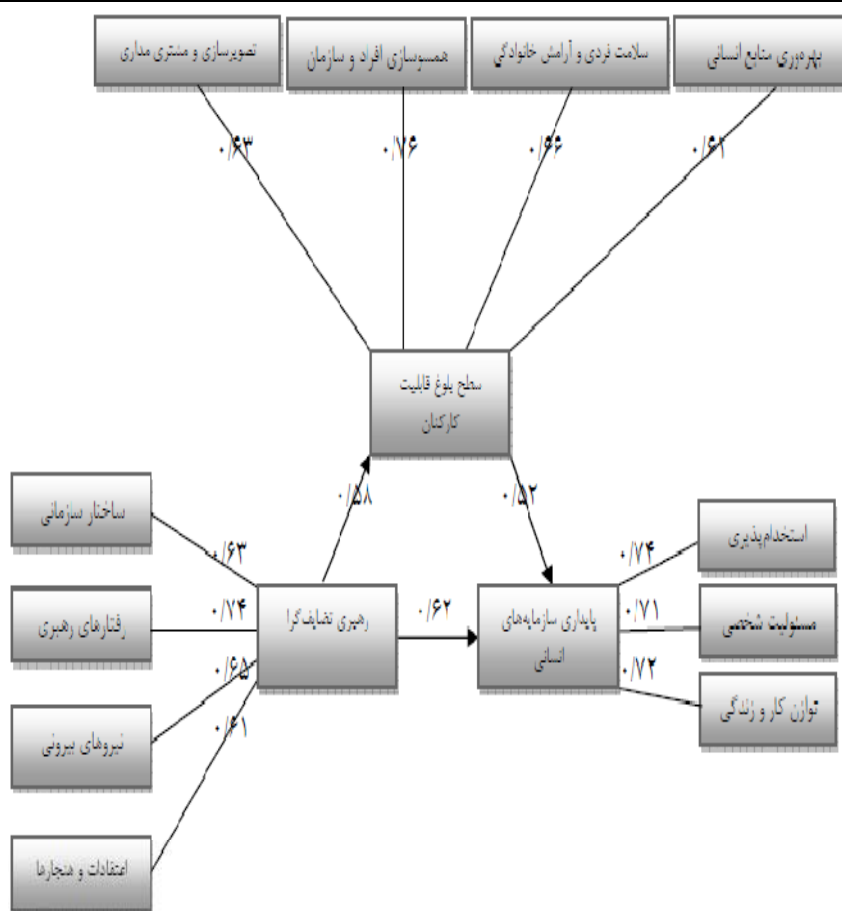 تصویرسازی و مشتری مداری
همسوسازی افراد و سازمان
سلامت فردی و آرامش خانوادگی
بهره‌وری منابع انسانی
۰/۶۳
۰/۷۶
۰/۶۶
۰/۶۲
سطح بلوغ قابلیت
کارکنان
۰/۵۸
۰/۵۲
ساختار سازمانی
رفتارهای رهبری
نیروهای بیرونی
اعتقادات و هنجارها
۰/۶۳
۰/۷۴
۰/۶۵
۰/۶۱
رهبری تضایف‌گرا
۰/۶۲
پایداری سرمایه‌های
انسانی
۰/۷۴
۰/۷۱
۰/۷۲
استخدام‌پذیری
مسئولیت شخصی
توازن کار و زندگی